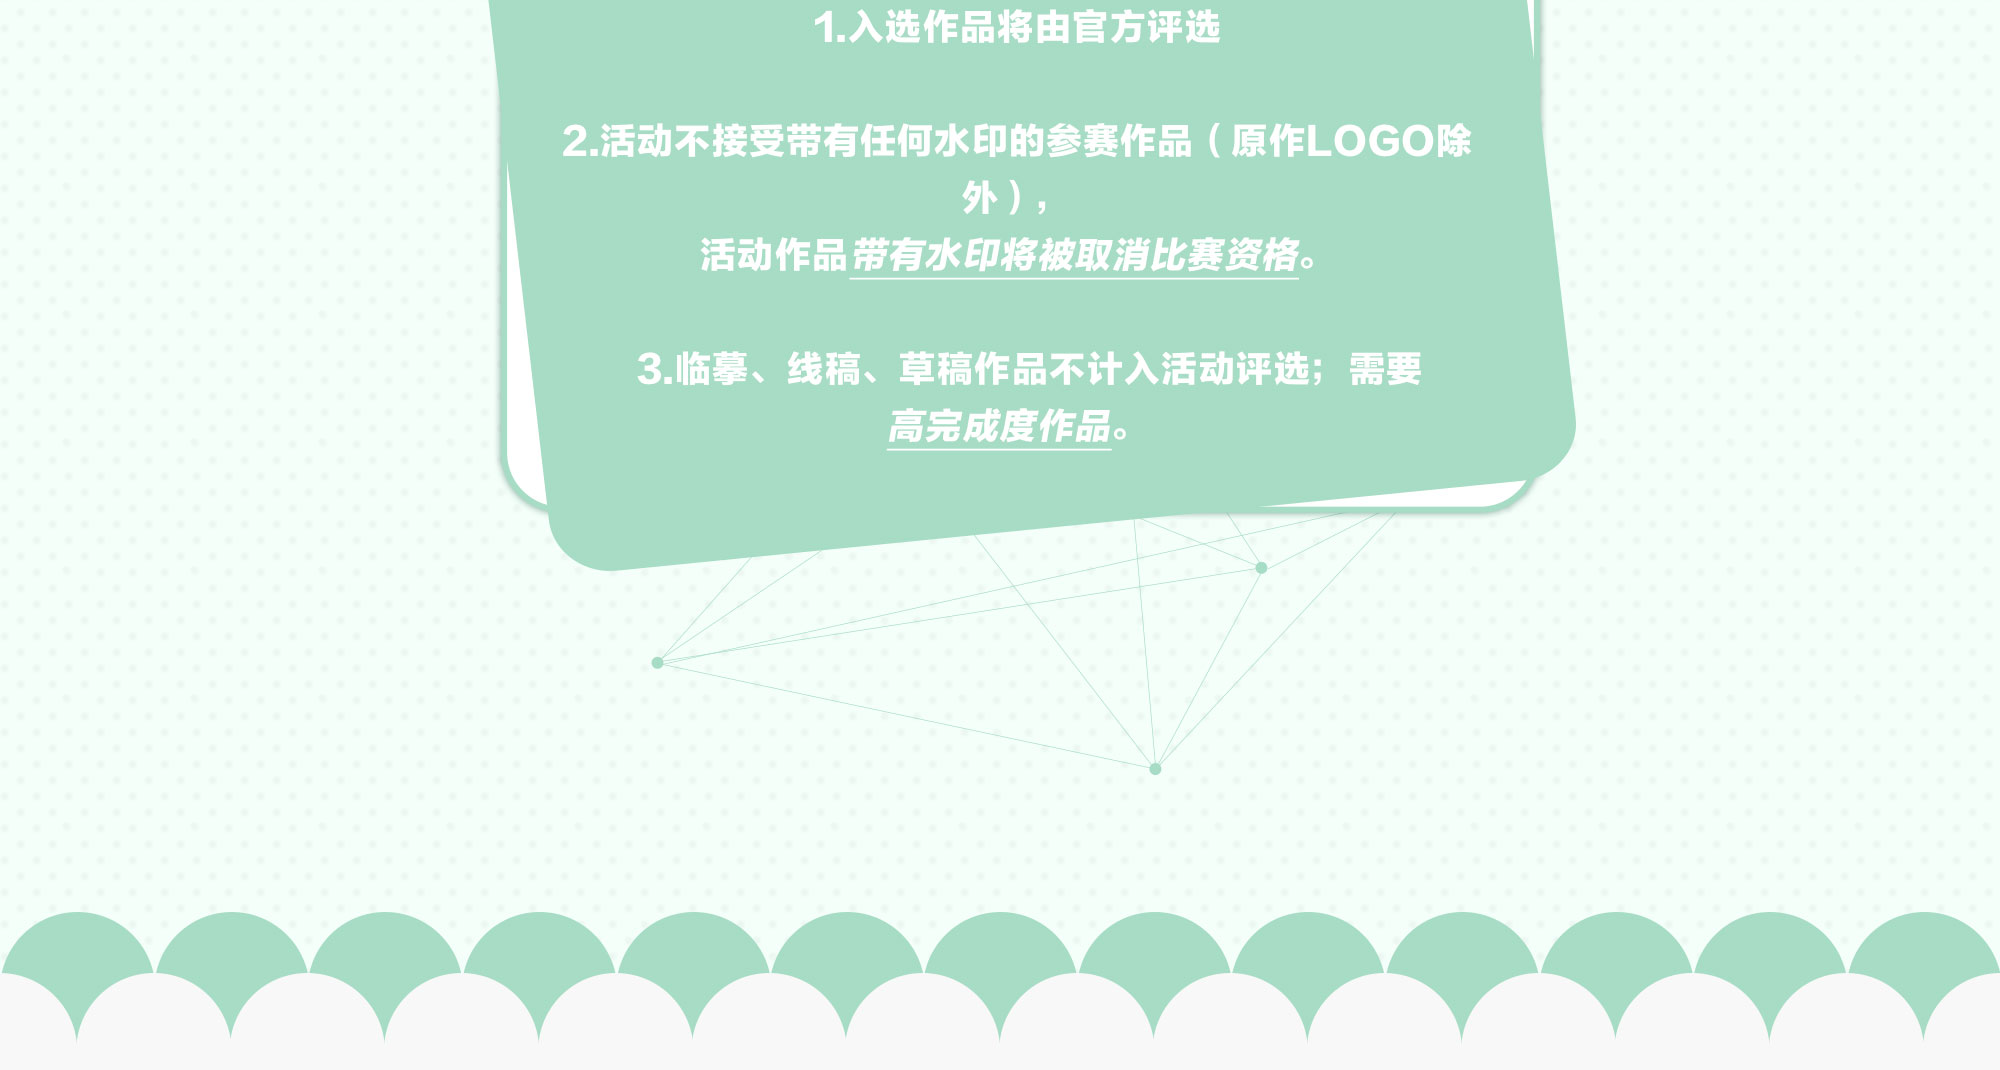 1.入选作品将由官方评选
2.活动不接受带有任何水印的参赛作品（原作LOGO除
外），
活动作品带有水印将被取消比赛资格。
3.临摹、线稿、草稿作品不计入活动评选；需要
高完成度作品。